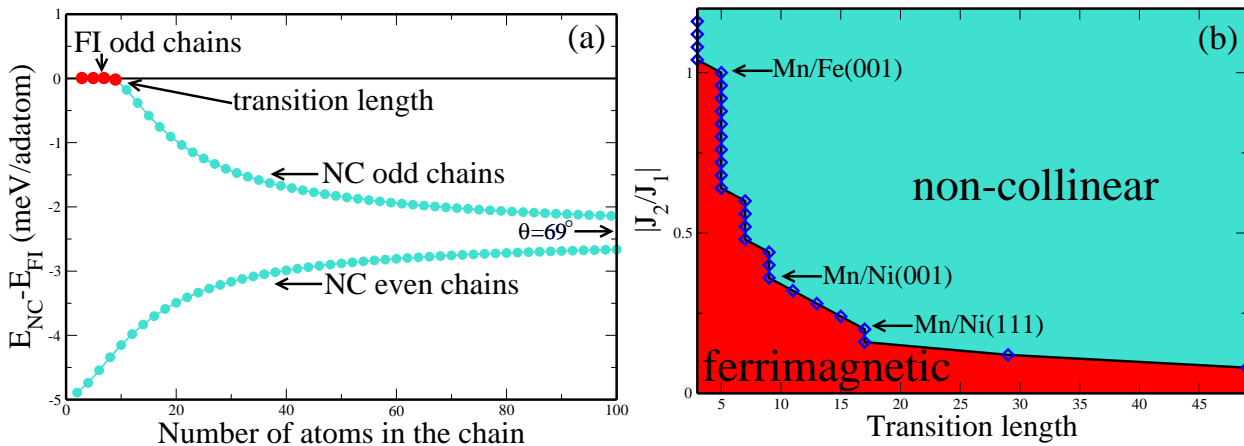 (a)
FI odd chains
transition length
NC odd chains
θ=69°
NC even chains
E_NC-E_FI (meV/adatom)
1
0
-1
-2
-3
-4
-5
0
20
40
60
80
100
Number of atoms in the chain
(b)
Mn/Fe(001)
non-collinear
Mn/Ni(001)
Mn/Ni(111)
ferrimagnetic
|J_2/J_1|
1
0.5
0
5
10
15
20
25
30
35
40
45
Transition length